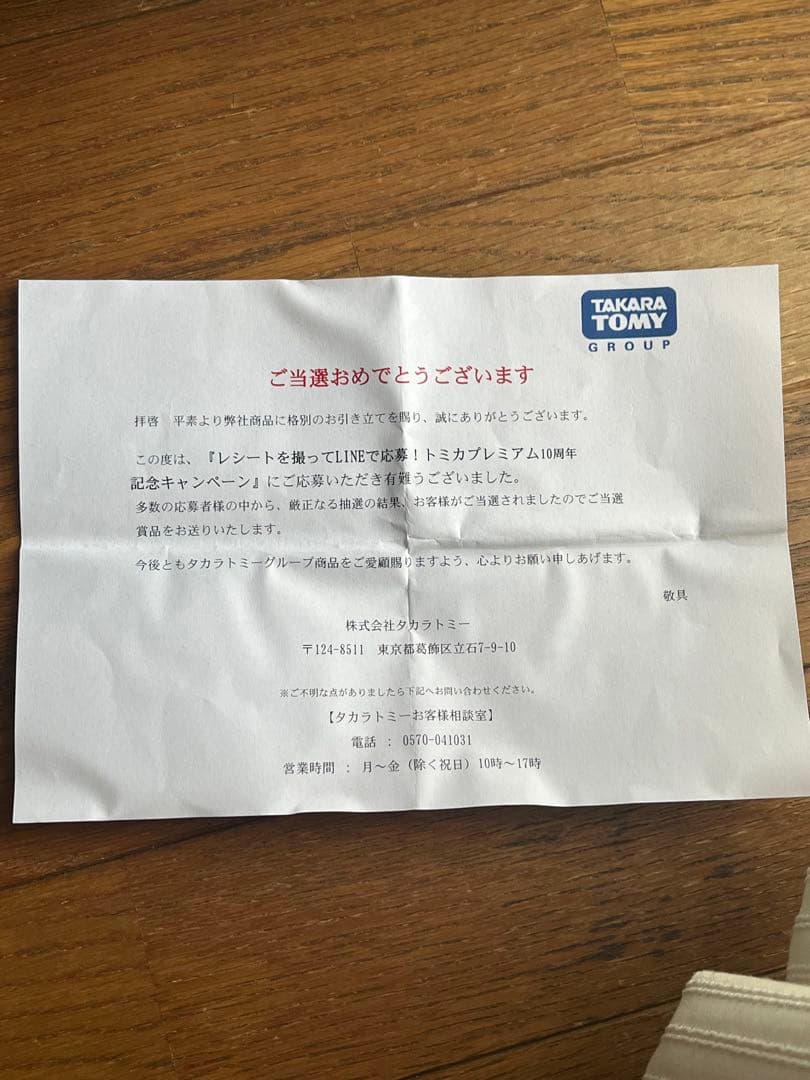 TAKARA
TOMY
GROUP
ご当選おめでとうございます
拝啓　平素より弊社商品に格別のお引き立てを賜り、誠にありがとうございます。
この度は、『レシートを撮ってLINEで応募！トミカプレミアム10周年
記念キャンペーン』にご応募いただき有難うございました。
多数の応募者様の中から、厳正なる抽選の結果、お客様がご当選されましたのでご当選
賞品をお送りいたします。
今後ともタカラトミーグループ商品をご愛顧賜りますよう、心よりお願い申しあげます。
敬具
株式会社タカラトミー
〒124-8511　東京都葛飾区立石7-9-10
※ご不明な点がありましたら下記へお問い合わせください。
【タカラトミーお客様相談室】
電話　：　0570-041031
営業時間　：　月～金（除く祝日）10時～17時